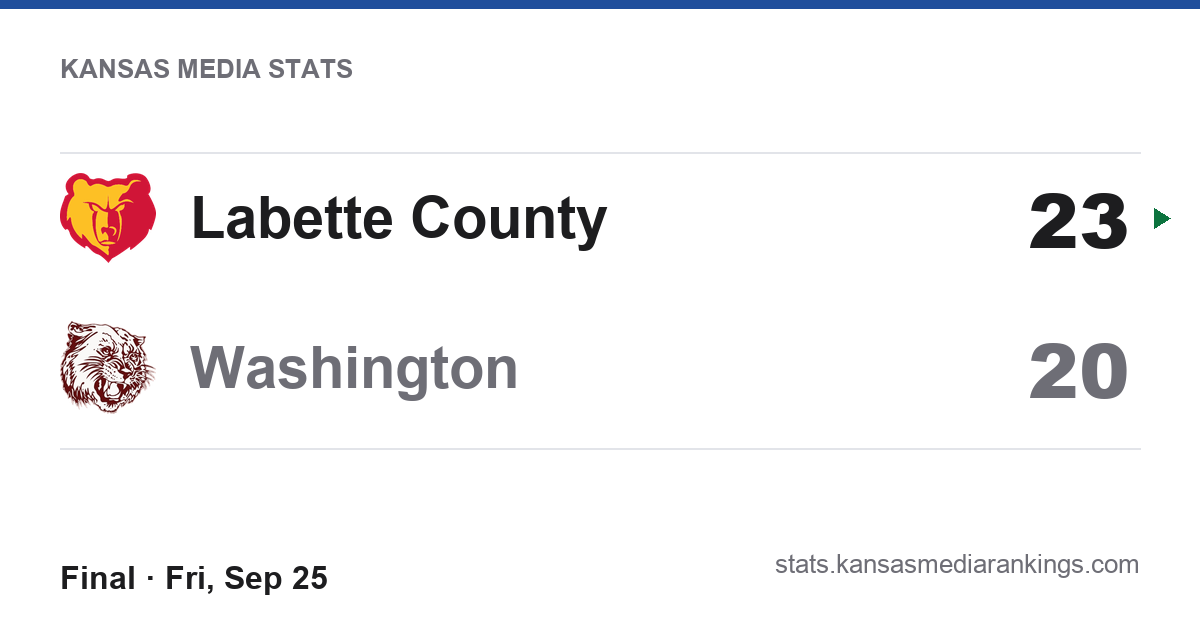 KANSAS MEDIA STATS
Labette County 23
Washington 20
Final · Fri, Sep 25
stats.kansasmediarankings.com